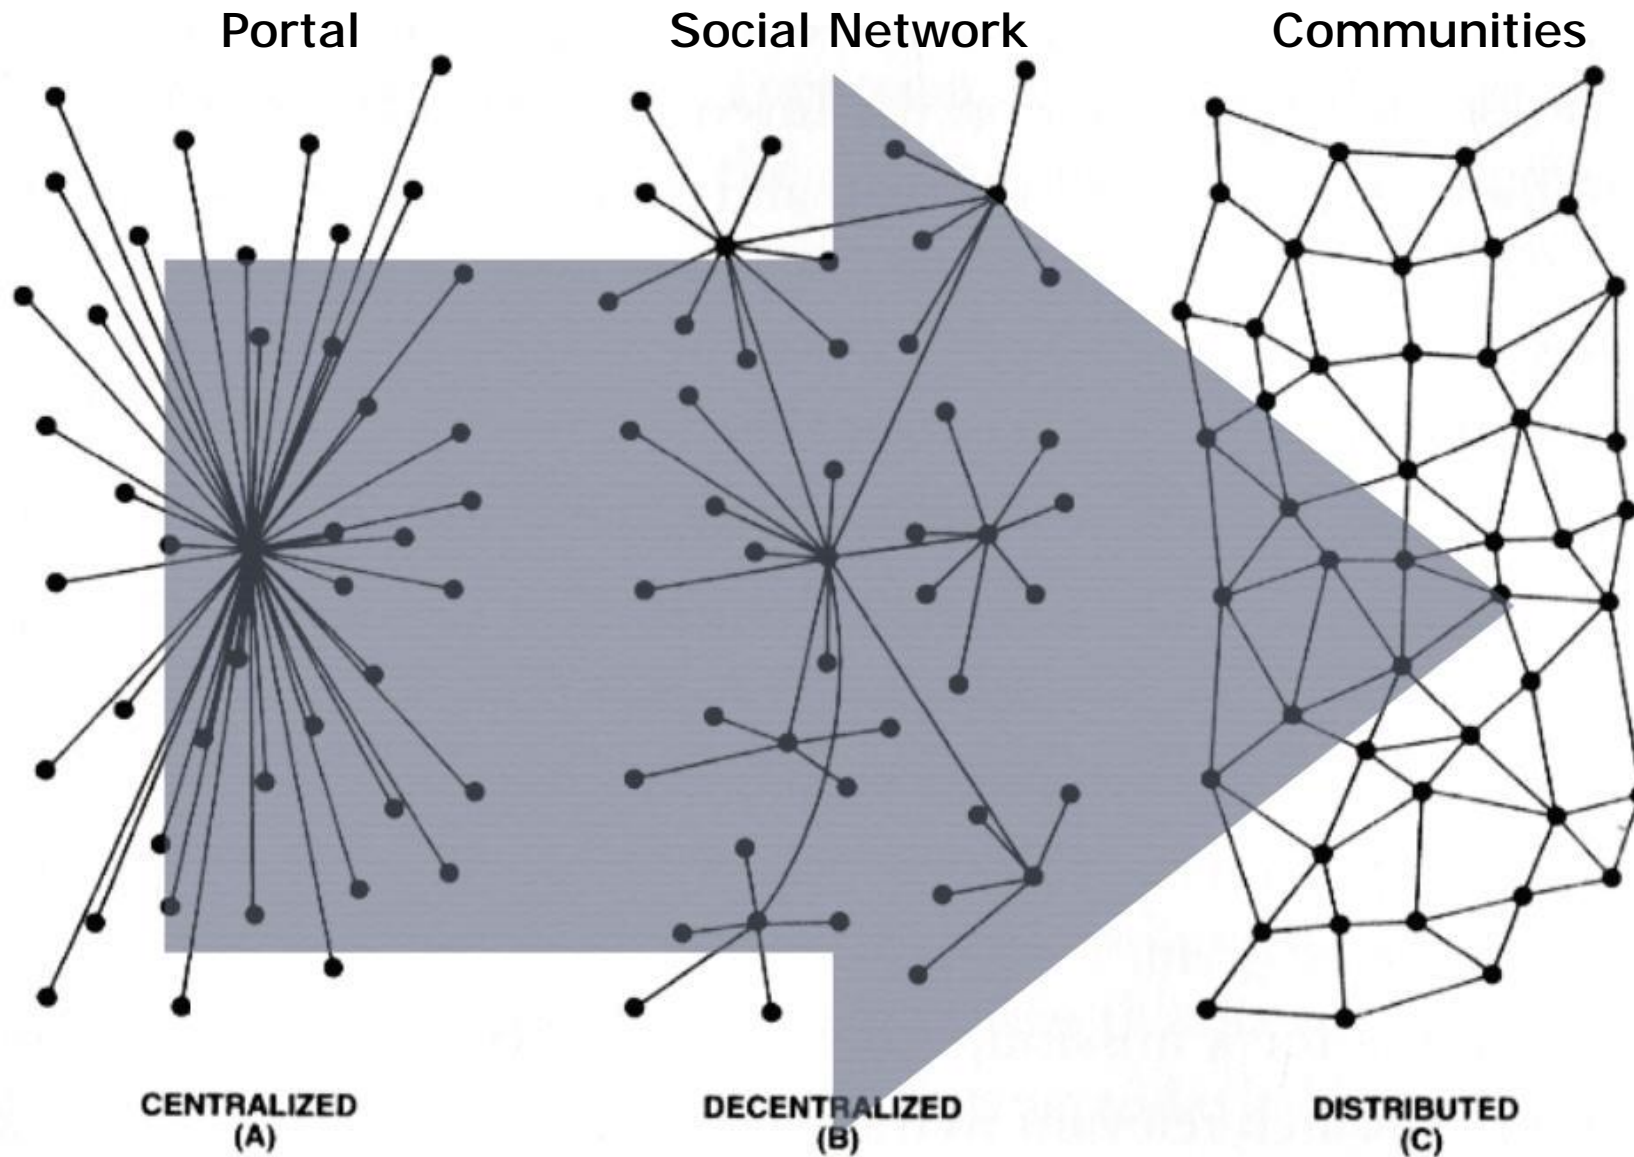 Portal
Social Network
Communities
CENTRALIZED
(A)
DECENTRALIZED
(B)
DISTRIBUTED
(C)